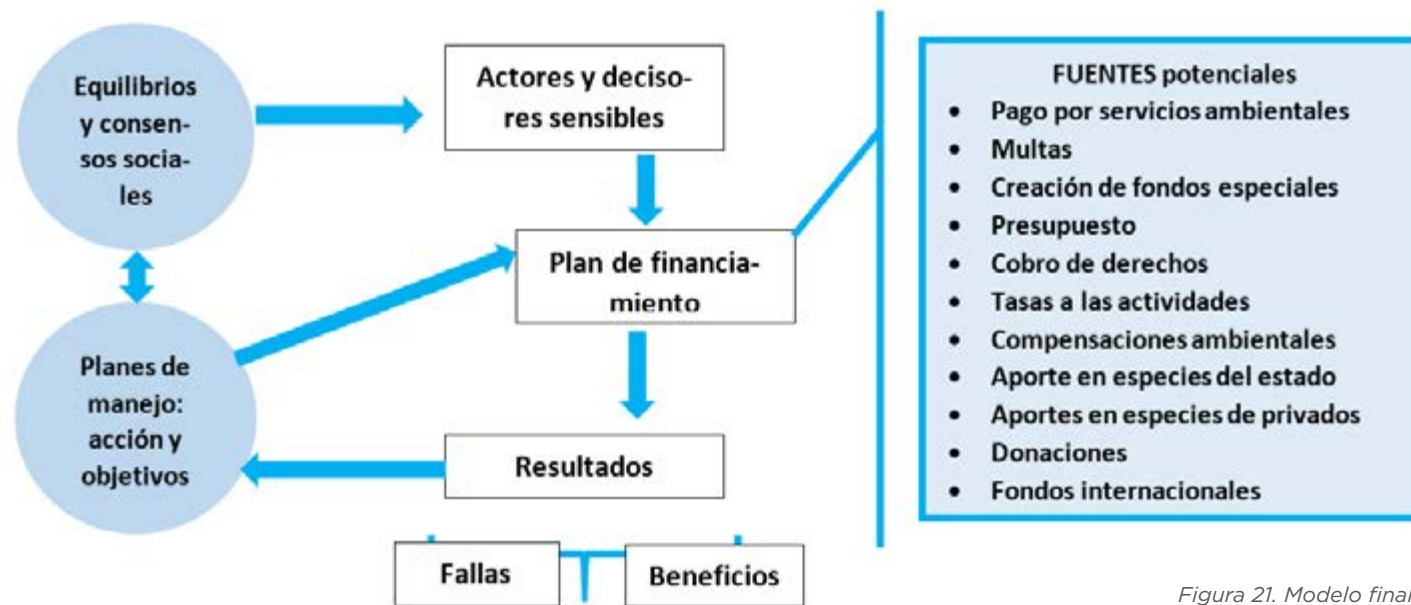 Equilibrios
y consen-
sos socia-
les
Actores y deciso-
res sensibles
Plan de financia-
miento
Planes de
manejo:
acción y
objetivos
Resultados
Fallas
Beneficios
FUENTES potenciales
• Pago por servicios ambientales
• Multas
• Creación de fondos especiales
• Presupuesto
• Cobro de derechos
• Tasas a las actividades
• Compensaciones ambientales
• Aporte en especies del estado
• Aportes en especies de privados
• Donaciones
• Fondos internacionales
Figura 21. Modelo final